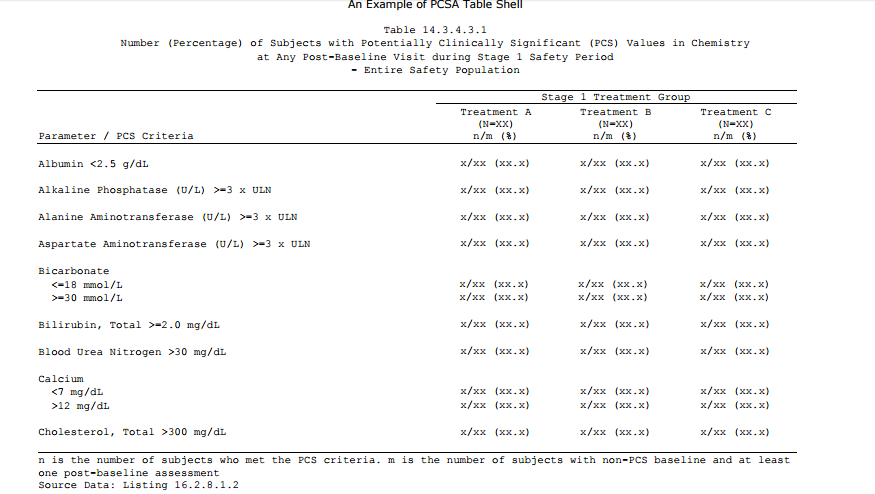 An Example of PCSA Table Shell
Table 14.3.4.3.1
Number (Percentage) of Subjects with Potentially Clinically Significant (PCS) Values in Chemistry
at Any Post-Baseline Visit during Stage 1 Safety Period
- Entire Safety Population
Stage 1 Treatment Group
Treatment A Treatment B Treatment C
(N=XX) (N=XX) (N=XX)
Parameter / PCS Criteria n/m (%) n/m (%) n/m (%)
Albumin <2.5 g/dL x/xx (xx.x) x/xx (xx.x) x/xx (xx.x)
Alkaline Phosphatase (U/L) >=3 x ULN x/xx (xx.x) x/xx (xx.x) x/xx (xx.x)
Alanine Aminotransferase (U/L) >=3 x ULN x/xx (xx.x) x/xx (xx.x) x/xx (xx.x)
Aspartate Aminotransferase (U/L) >=3 x ULN x/xx (xx.x) x/xx (xx.x) x/xx (xx.x)
Bicarbonate
<=18 mmol/L x/xx (xx.x) x/xx (xx.x) x/xx (xx.x)
>=30 mmol/L x/xx (xx.x) x/xx (xx.x) x/xx (xx.x)
Bilirubin, Total >=2.0 mg/dL x/xx (xx.x) x/xx (xx.x) x/xx (xx.x)
Blood Urea Nitrogen >30 mg/dL x/xx (xx.x) x/xx (xx.x) x/xx (xx.x)
Calcium
<7 mg/dL x/xx (xx.x) x/xx (xx.x) x/xx (xx.x)
>12 mg/dL x/xx (xx.x) x/xx (xx.x) x/xx (xx.x)
Cholesterol, Total >300 mg/dL x/xx (xx.x) x/xx (xx.x) x/xx (xx.x)
n is the number of subjects who met the PCS criteria. m is the number of subjects with non-PCS baseline and at least
one post-baseline assessment
Source Data: Listing 16.2.8.1.2